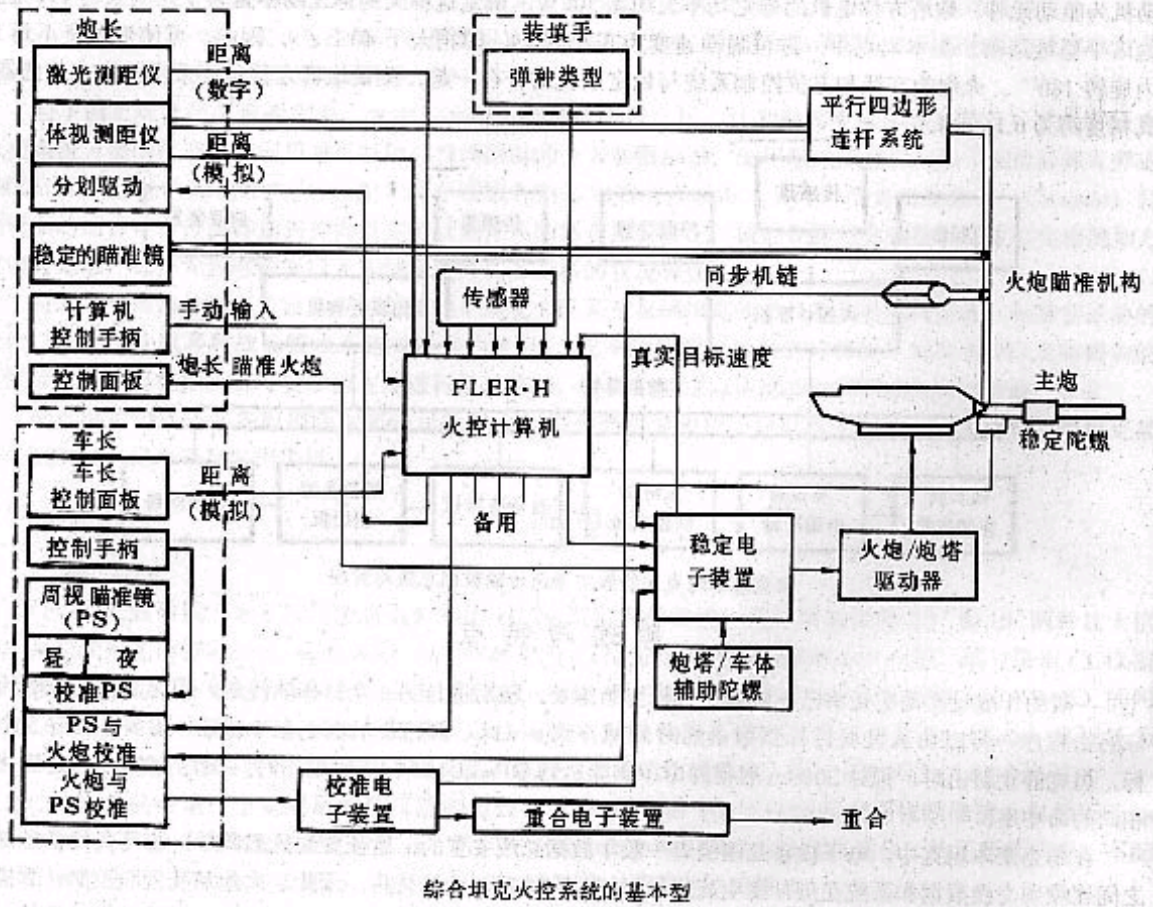 炮长
激光测距仪
体视测距仪
分划驱动
稳定的瞄准镜
计算机
控制手柄
控制面板
距离
(数字)
距离
(模拟)
手动输入
炮长瞄准火炮
装填手
弹种类型
平行四边形
连杆系统
同步机链
火炮瞄准机构
传感器
真实目标速度
FLER-H
火控计算机
备用
主炮
稳定陀螺
车长
车长
控制面板
距离
(模拟)
控制手柄
周视瞄准镜
(PS)
昼 夜
校准PS
PS与
火炮校准
火炮与
PS校准
稳定电
子装置
火炮/炮塔
驱动器
炮塔/车体
辅助陀螺
校准电
子装置
重合电子装置
重合
综合坦克火控系统的基本型